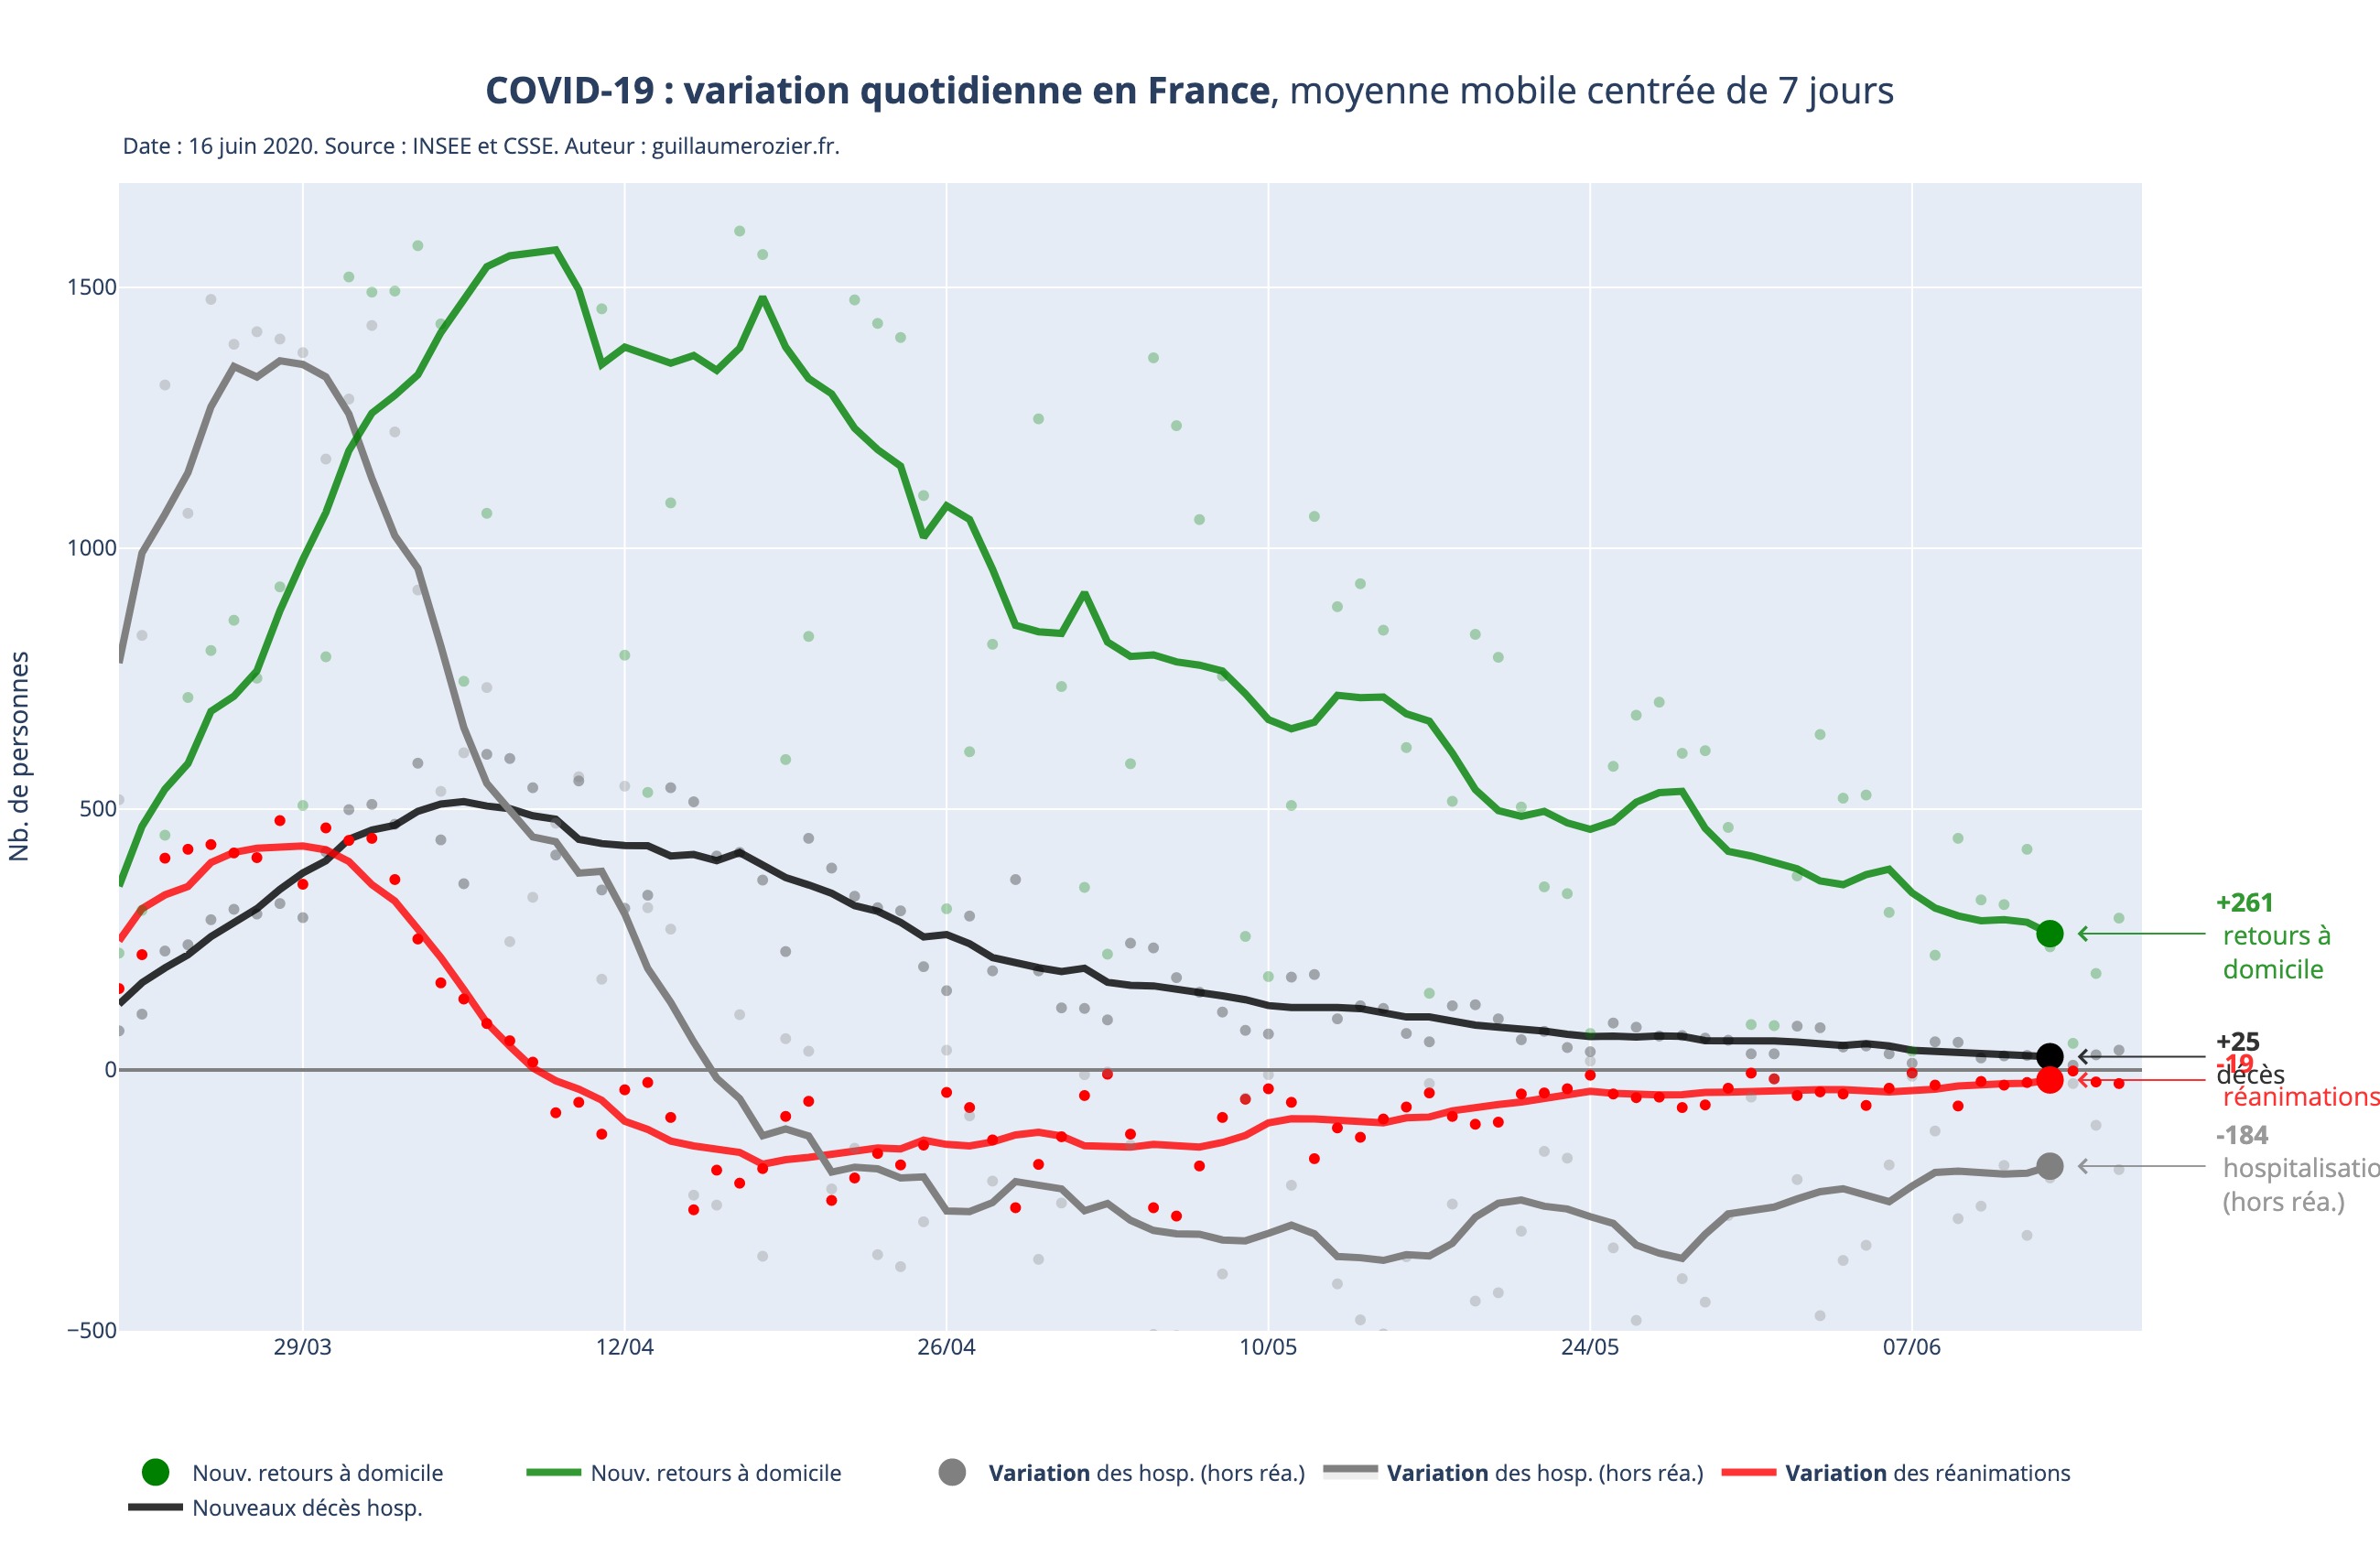 COVID-19 : variation quotidienne en France, moyenne mobile centrée de 7 jours
Date : 16 juin 2020. Source : INSEE et CSSE. Auteur : guillaumerozier.fr.
Nb. de personnes
1500
1000
500
0
−500
29/03
12/04
26/04
10/05
24/05
07/06
+261
retours à
domicile
+25
décès
-19
réanimations
-184
hospitalisatio
(hors réa.)
Nouv. retours à domicile
Nouv. retours à domicile
Variation des hosp. (hors réa.)
Variation des hosp. (hors réa.)
Variation des réanimations
Nouveaux décès hosp.